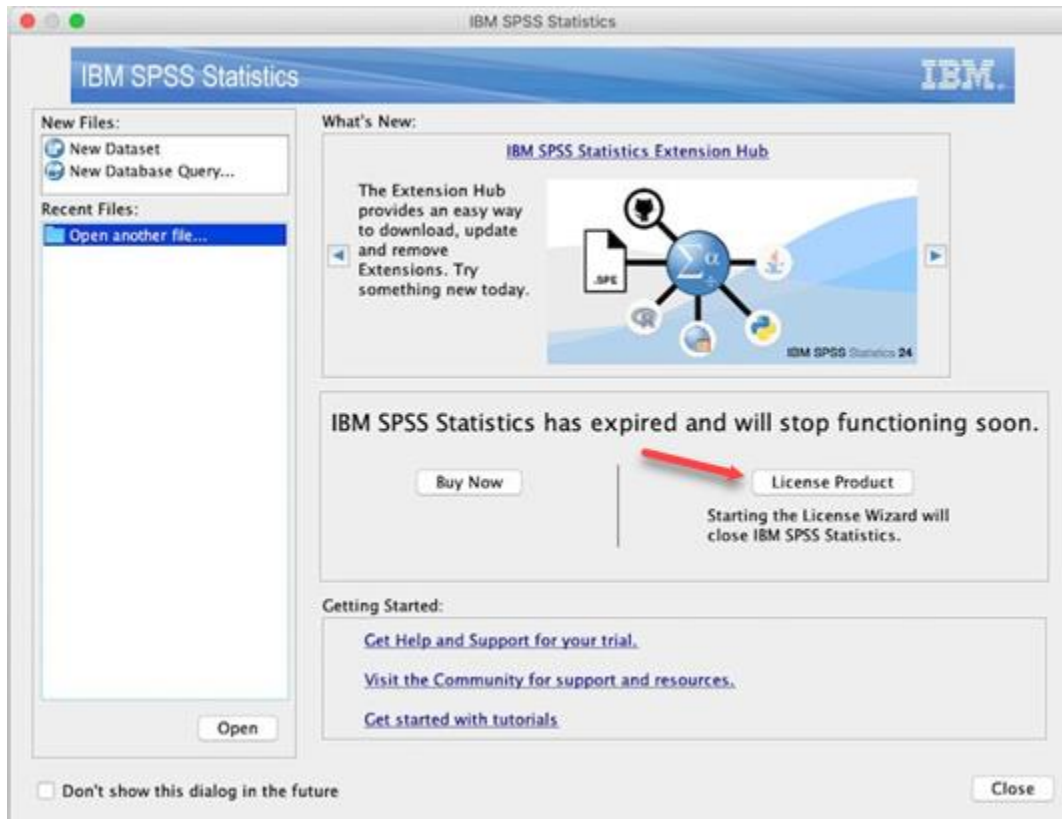 IBM SPSS Statistics
IBM SPSS Statistics
IBM.
New Files:
New Dataset
New Database Query...
Recent Files:
Open another file...
Open
What's New:
IBM SPSS Statistics Extension Hub
The Extension Hub
provides an easy way
to download, update
and remove
Extensions. Try
something new today.
.SPE
Σα
÷
R
IBM SPSS Statistics 24
IBM SPSS Statistics has expired and will stop functioning soon.
Buy Now
License Product
Starting the License Wizard will
close IBM SPSS Statistics.
Getting Started:
Get Help and Support for your trial.
Visit the Community for support and resources.
Get started with tutorials
Don't show this dialog in the future
Close